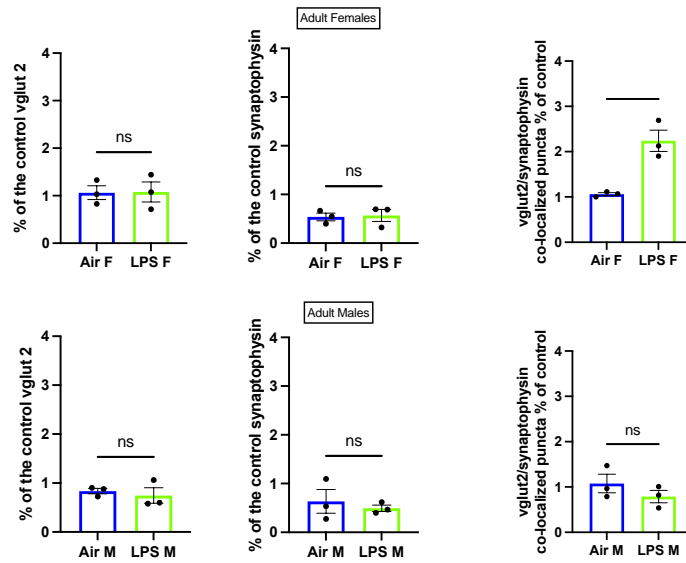 Adult Females
% of the control vglut 2
4
3
2
1
0
ns
Air F LPS F
% of the control synaptophysin
4
3
2
1
0
ns
Air F LPS F
vglut2/synaptophysin
co-localized puncta % of control
4
3
2
1
0
Air F LPS F
Adult Males
% of the control vglut 2
4
3
2
1
0
ns
Air M LPS M
% of the control synaptophysin
4
3
2
1
0
ns
Air M LPS M
vglut2/synaptophysin
co-localized puncta % of control
4
3
2
1
0
ns
Air M LPS M